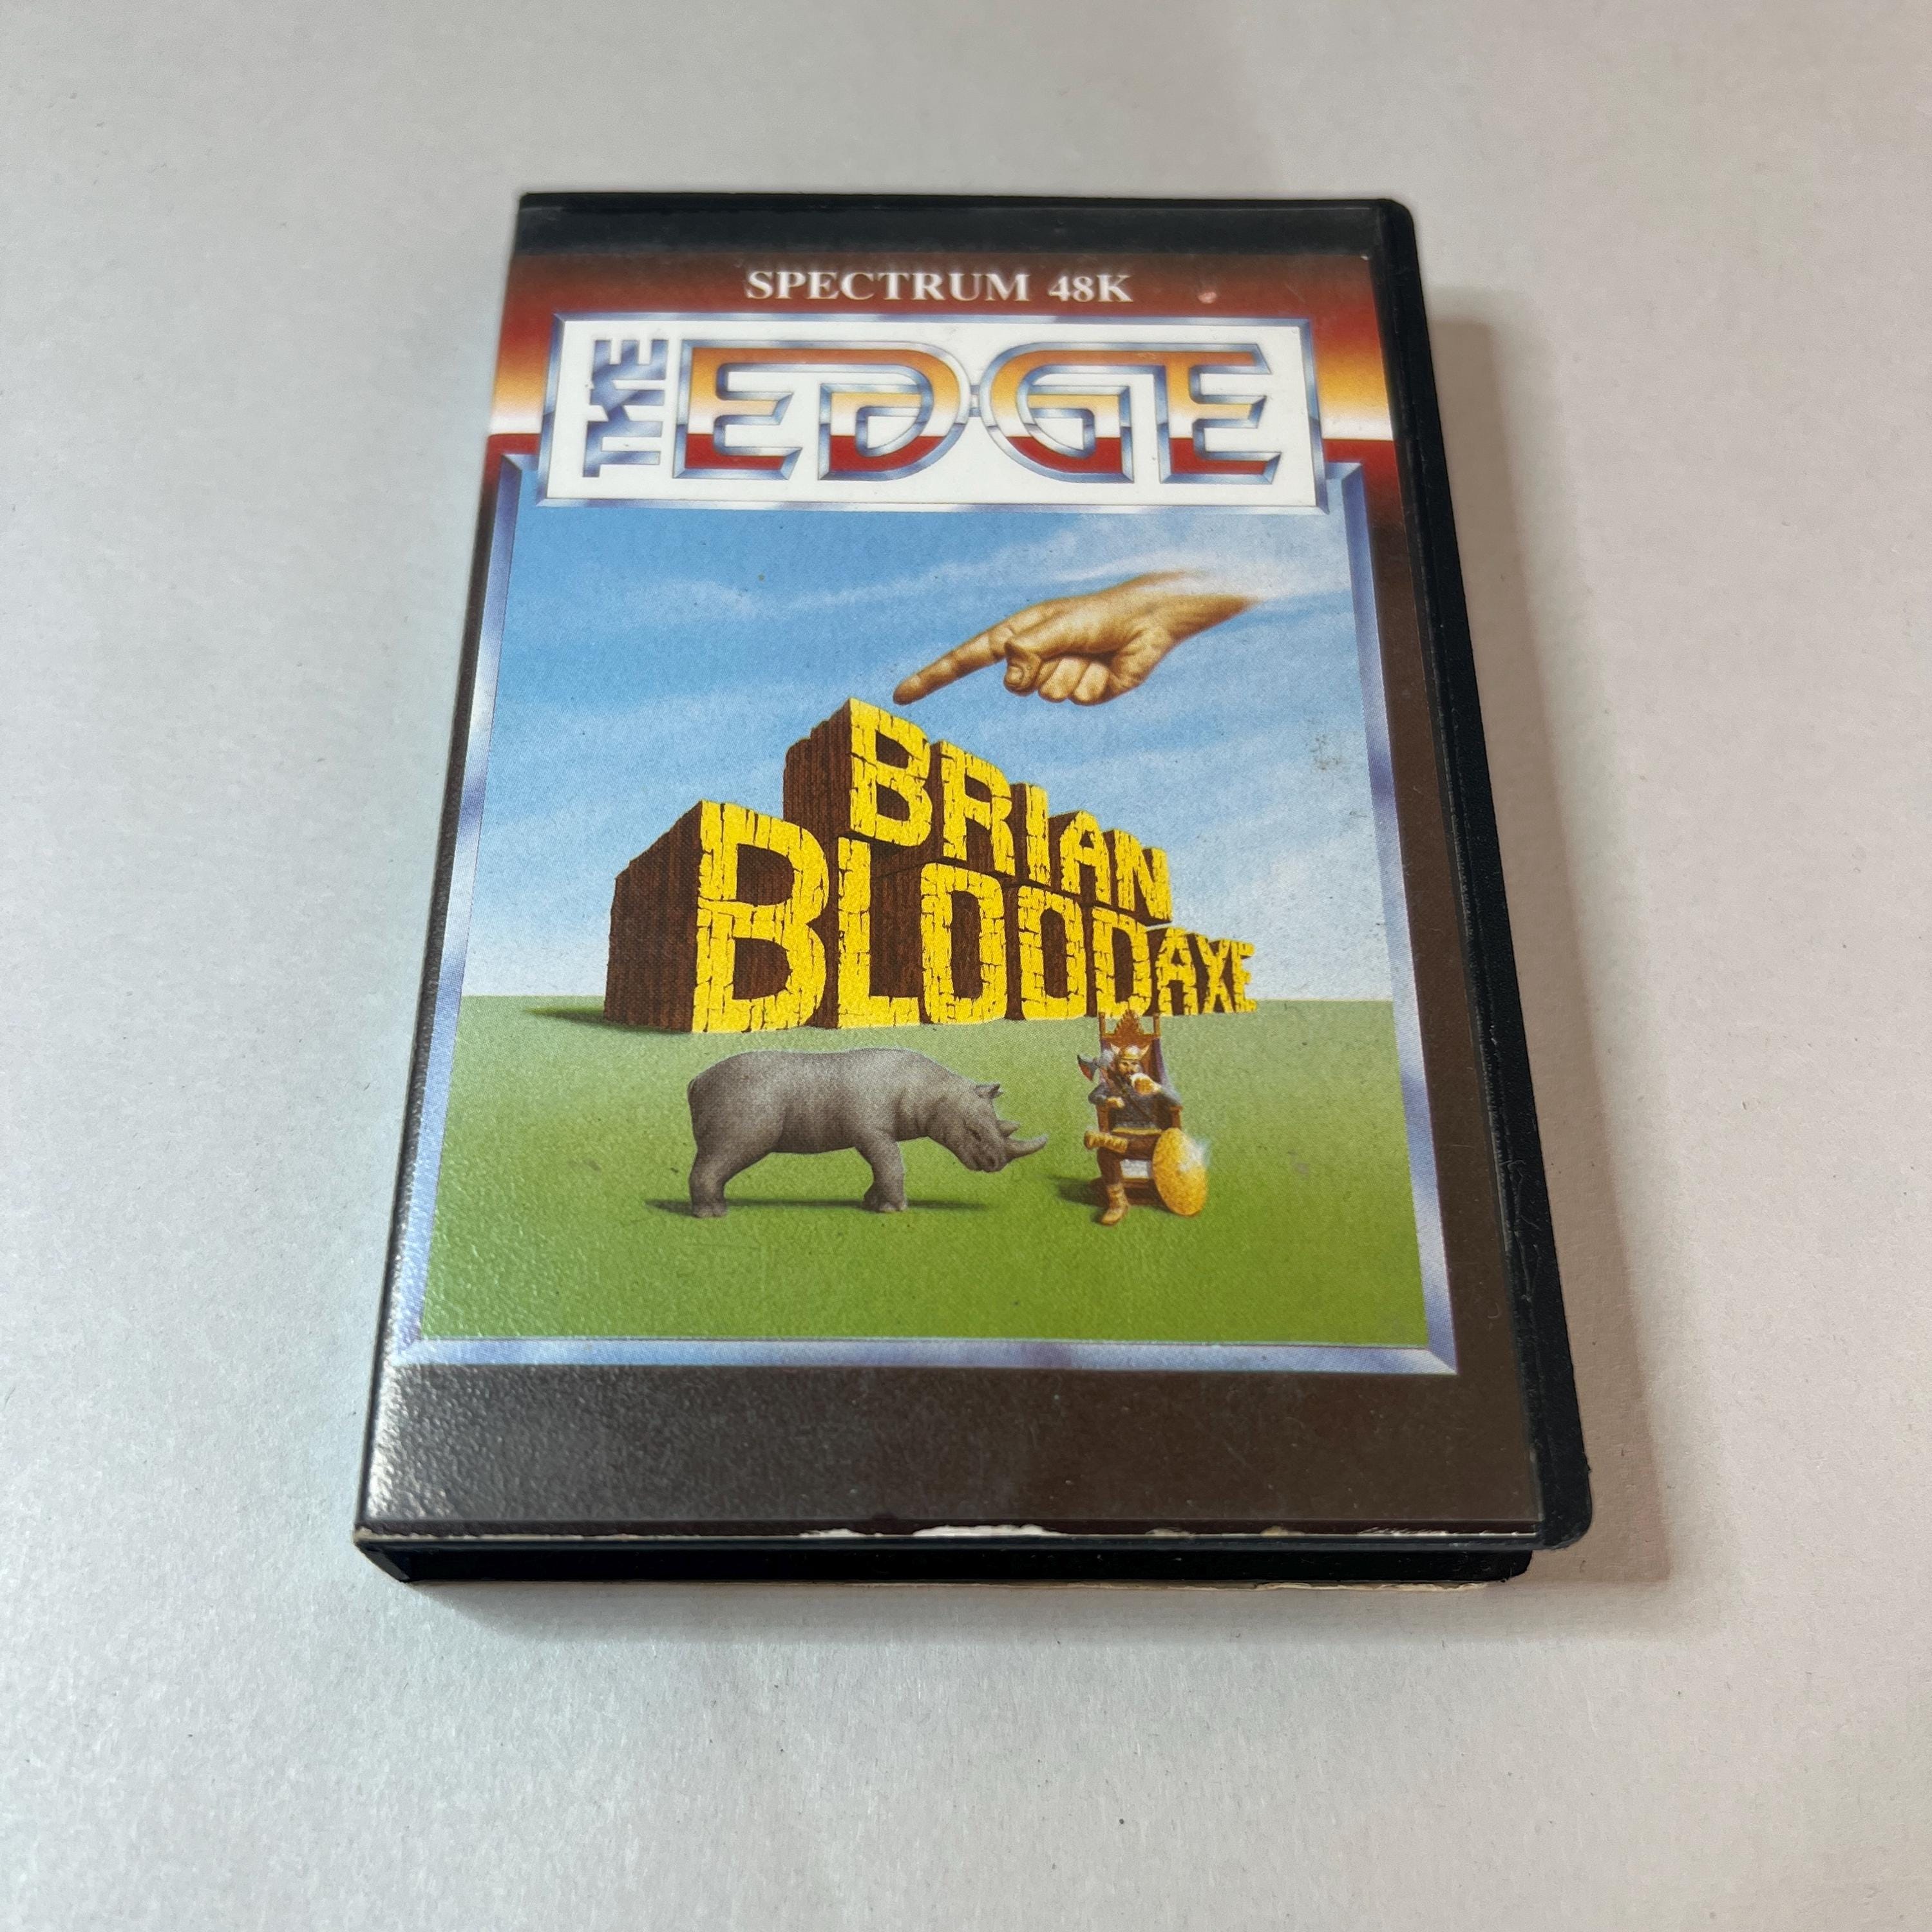 SPECTRUM 48K
THE EDGE
BRIAN
BLOODAXE